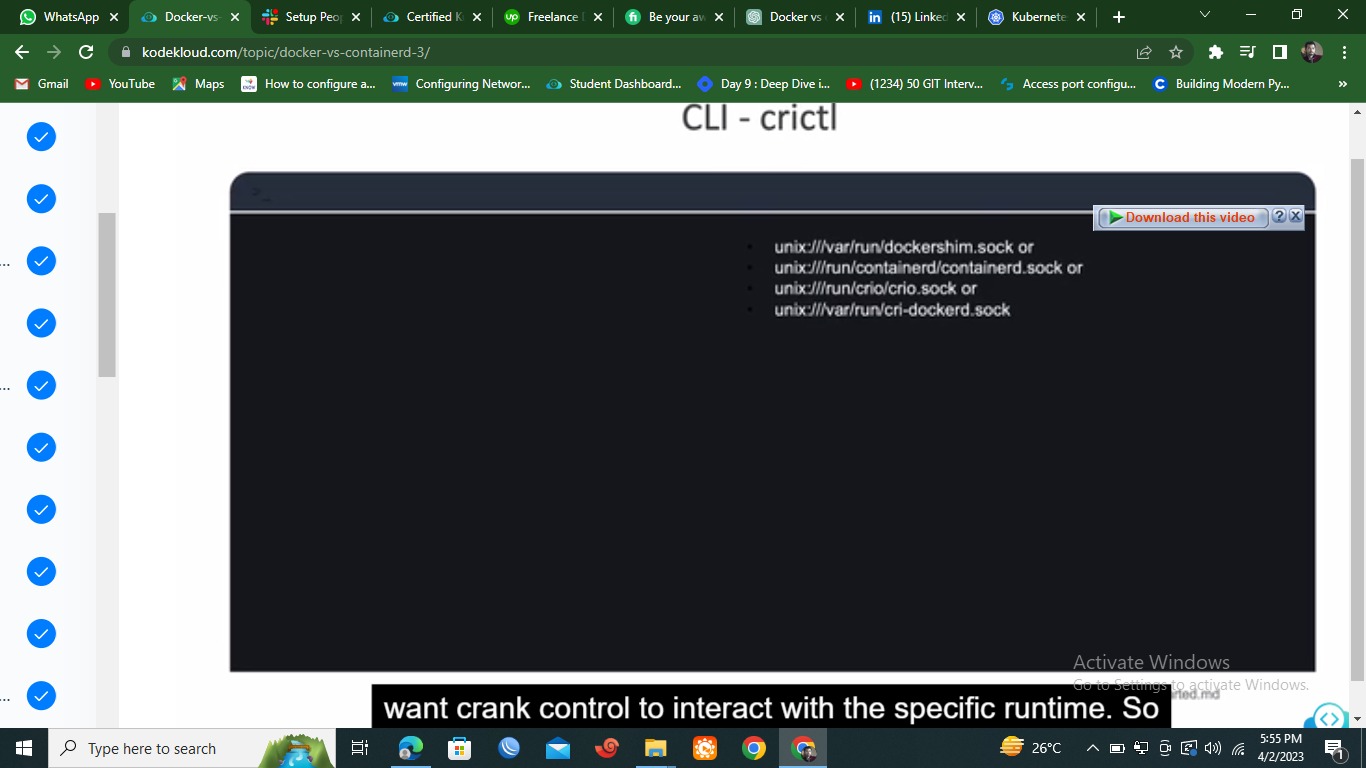 WhatsApp
Docker-vs-
Setup Peop
Certified K
Freelance
Be your
Docker vs
(15) Linked
Kubernete
kodekloud.com/topic/docker-vs-containerd-3/
Gmail
YouTube
Maps
How to configure a...
Configuring Networ...
Student Dashboard...
Day 9 : Deep Dive i...
(1234) 50 GIT Interv...
Access port configu...
Building Modern Py...
»
CLI - crictl
Download this video
? X
unix:///var/run/dockershim.sock or
unix:///run/containerd/containerd.sock or
unix:///run/crio/crio.sock or
unix:///var/run/cri-dockerd.sock
...
...
...
Activate Windows
Go to Settings to activate Windows.
want crank control to interact with the specific runtime. So
Type here to search
26°C
5:55 PM
4/2/2023
1